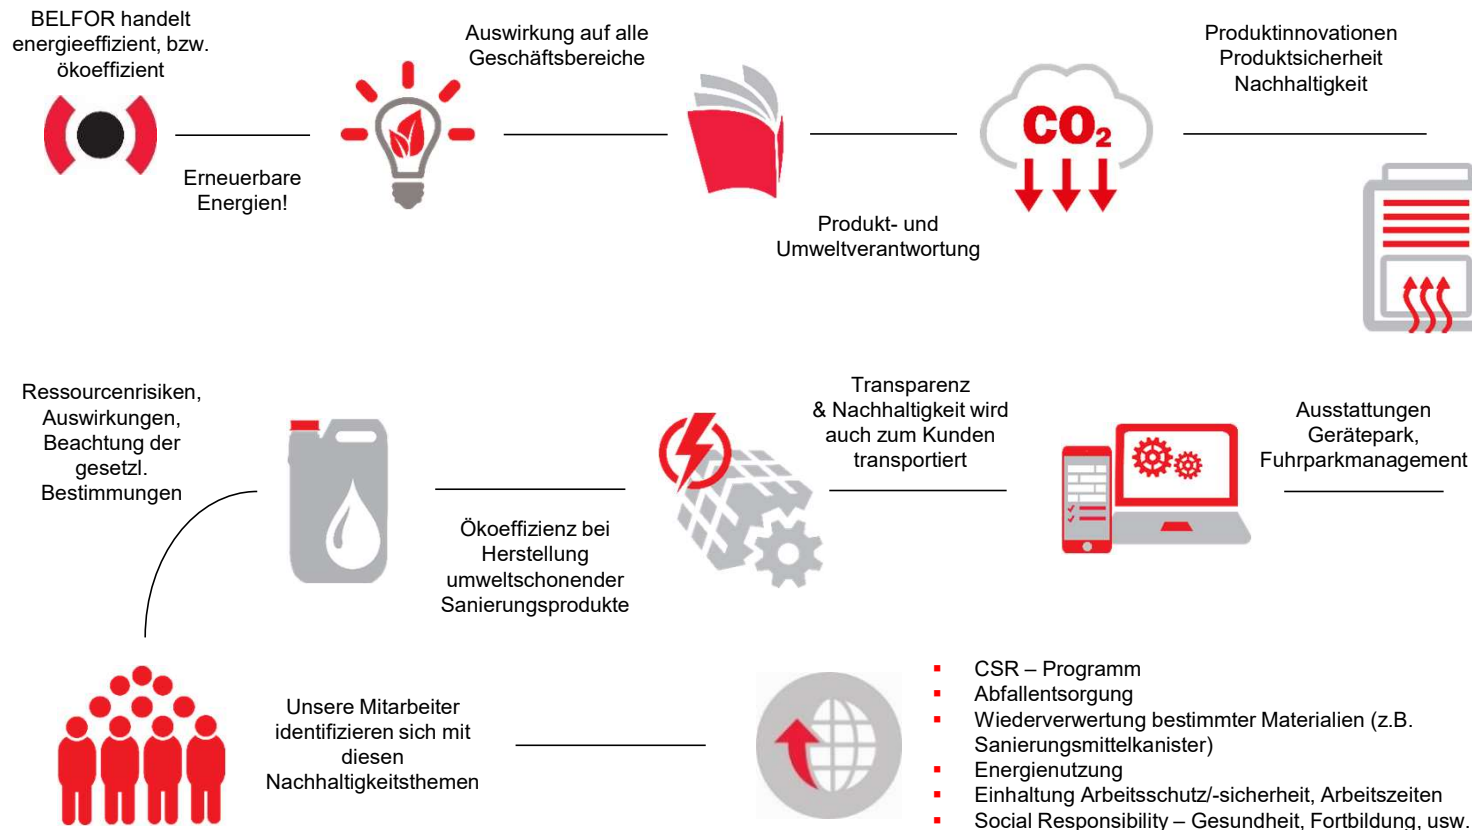 BELFOR handelt
energieeffizient, bzw.
ökoeffizient
Erneuerbare
Energien!
Auswirkung auf alle
Geschäftsbereiche
Produkt- und
Umweltverantwortung
CO₂
Produktinnovationen
Produktsicherheit
Nachhaltigkeit
Ressourcenrisiken,
Auswirkungen,
Beachtung der
gesetzl.
Bestimmungen
Ökoeffizienz bei
Herstellung
umweltschonender
Sanierungsprodukte
Transparenz
& Nachhaltigkeit wird
auch zum Kunden
transportiert
Ausstattungen
Gerätepark,
Fuhrparkmanagement
Unsere Mitarbeiter
identifizieren sich mit
diesen
Nachhaltigkeitsthemen
▪ CSR – Programm
▪ Abfallentsorgung
▪ Wiederverwertung bestimmter Materialien (z.B.
Sanierungsmittelkanister)
▪ Energienutzung
▪ Einhaltung Arbeitsschutz/-sicherheit, Arbeitszeiten
▪ Social Responsibility – Gesundheit, Fortbildung, usw.